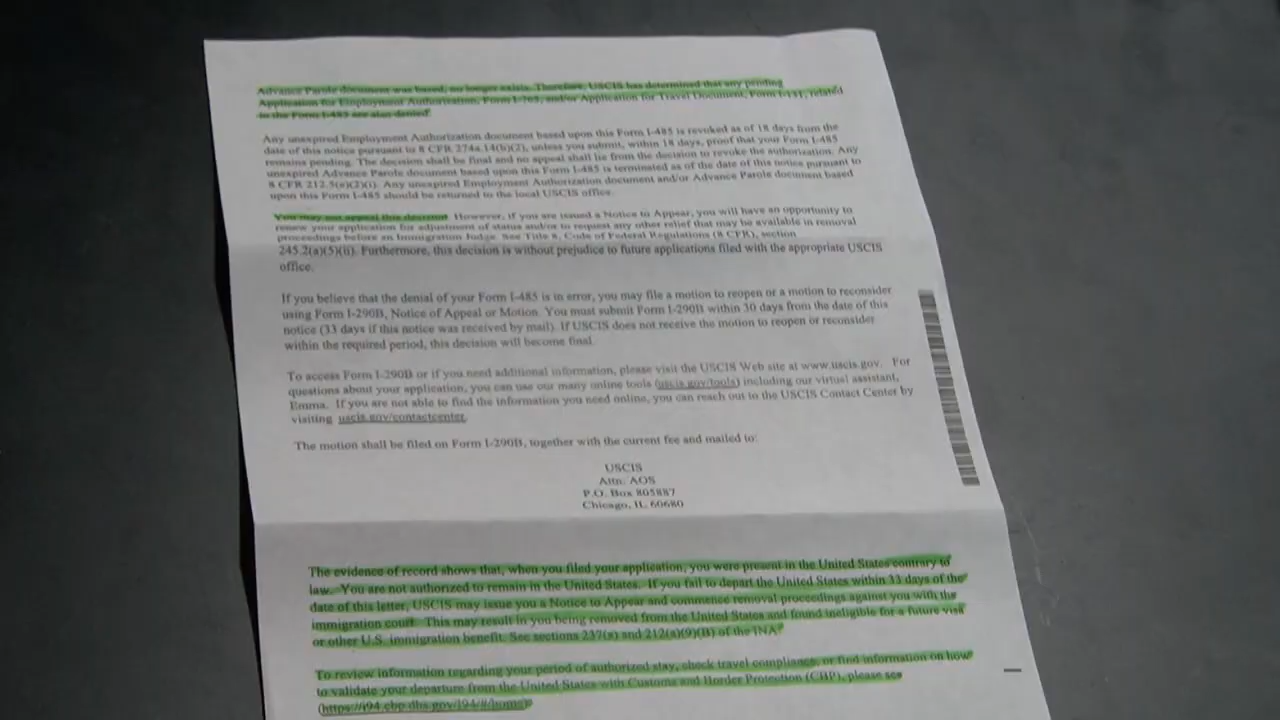 Advance Parole document was based, no longer exists. Therefore, USCIS has determined that any pending
Application for Employment Authorization, Form I-765, and/or Application for Travel Document, Form I-131, related
to the Form I-485 are also denied
Any unexpired Employment Authorization document based upon this Form I-485 is revoked as of 18 days from the
date of this notice pursuant to 8 CFR 274a.14(b)(2), unless you submit, within 18 days, proof that your Form I-485
remains pending. The decision shall be final and no appeal shall lie from the decision to revoke the authorization. Any
unexpired Advance Parole document based upon this Form I-485 is terminated as of the date of this notice pursuant to
8 CFR 212.5(e)(2)(i). Any unexpired Employment Authorization document and/or Advance Parole document based
upon this Form I-485 should be returned to the local USCIS office.
You may not appeal this decision. However, if you are issued a Notice to Appear, you will have an opportunity to
renew your application for adjustment of status and/or to request any other relief that may be available in removal
proceedings before an Immigration Judge. See Title 8, Code of Federal Regulations (8 CFR), section
245.2(a)(5)(ii). Furthermore, this decision is without prejudice to future applications filed with the appropriate USCIS
office.
If you believe that the denial of your Form I-485 is in error, you may file a motion to reopen or a motion to reconsider
using Form I-290B, Notice of Appeal or Motion. You must submit Form I-290B within 30 days from the date of this
notice (33 days if this notice was received by mail). If USCIS does not receive the motion to reopen or reconsider
within the required period, this decision will become final.
To access Form I-290B or if you need additional information, please visit the USCIS Web site at www.uscis.gov. For
questions about your application, you can use our many online tools (uscis.gov/tools) including our virtual assistant,
Emma. If you are not able to find the information you need online, you can reach out to the USCIS Contact Center by
visiting uscis.gov/contactcenter.
The motion shall be filed on Form I-290B, together with the current fee and mailed to:
USCIS
Attn: AOS
P.O. Box 805887
Chicago, IL 60680
The evidence of record shows that, when you filed your application, you were present in the United States contrary to
law. You are not authorized to remain in the United States. If you fail to depart the United States within 33 days of the
date of this letter, USCIS may issue you a Notice to Appear and commence removal proceedings against you with the
immigration court. This may result in you being removed from the United States and found ineligible for a future visa
or other U.S. immigration benefit. See sections 237(a) and 212(a)(9)(B) of the INA.
To review information regarding your period of authorized stay, check travel compliance, or find information on how
to validate your departure from the United States with Customs and Border Protection (CBP), please see
(https://i94.cbp.dhs.gov/I94/#/home)